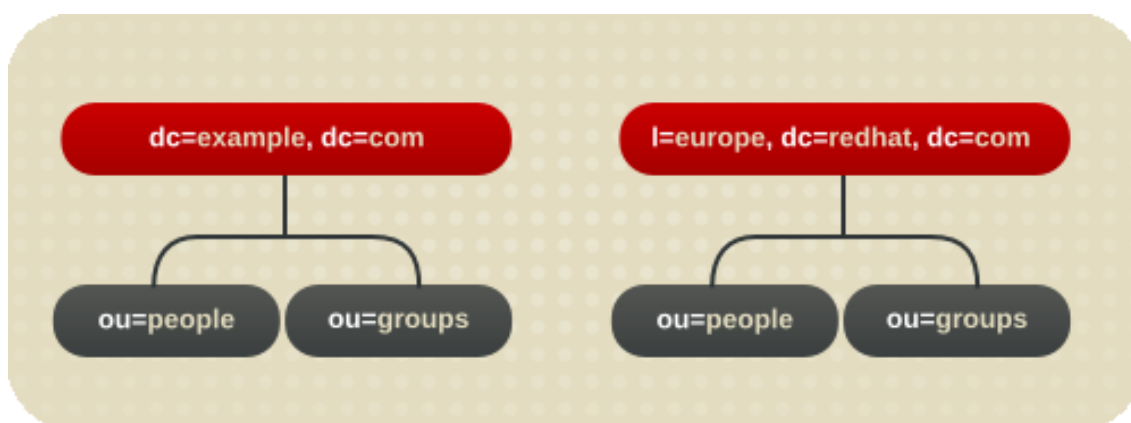 dc=example, dc=com
l=europe, dc=redhat, dc=com
ou=people
ou=groups
ou=people
ou=groups